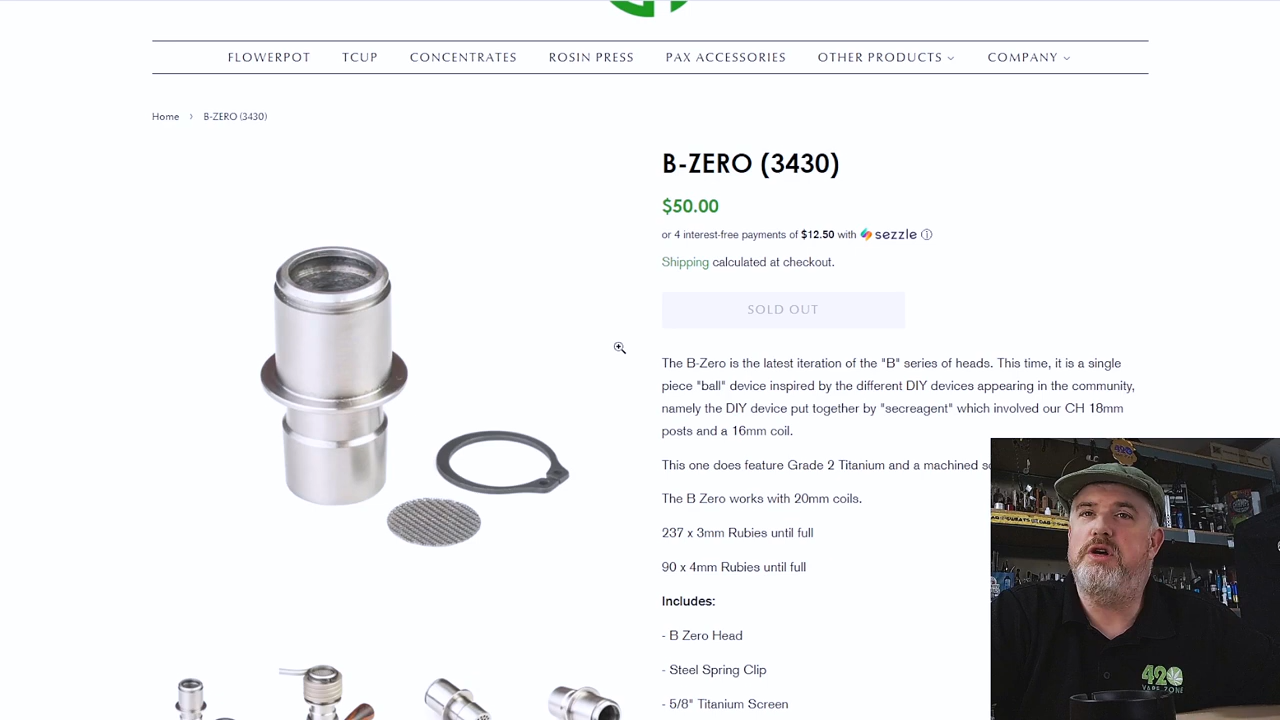 FLOWERPOT TCUP CONCENTRATES ROSIN PRESS PAX ACCESSORIES OTHER PRODUCTS COMPANY
Home › B-ZERO (3430)
B-ZERO (3430)
$50.00
or 4 interest-free payments of $12.50 with sezzle
Shipping calculated at checkout.
SOLD OUT
The B-Zero is the latest iteration of the "B" series of heads. This time, it is a single
piece "ball" device inspired by the different DIY devices appearing in the community,
namely the DIY device put together by "secreagent" which involved our CH 18mm
posts and a 16mm coil.
This one does feature Grade 2 Titanium and a machined
The B Zero works with 20mm coils.
237 x 3mm Rubies until full
90 x 4mm Rubies until full
Includes:
- B Zero Head
- Steel Spring Clip
- 5/8" Titanium Screen
420
VAPE ZONE